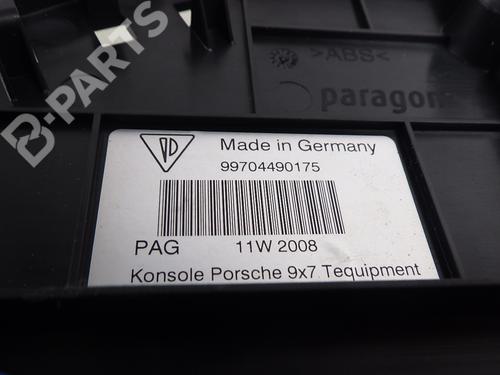 B-PARTS
>ABS<
paragon
Made in Germany
99704490175
PAG 11W 2008
Konsole Porsche 9x7 Tequipment